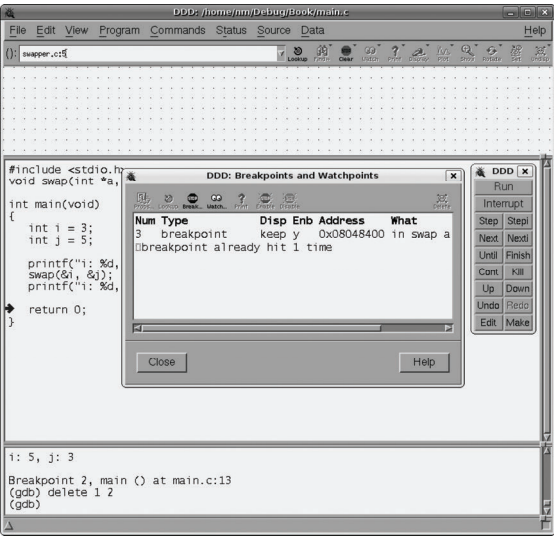 DDD: /home/nm/Debug/Book/main.c
File Edit View Program Commands Status Source Data Help
(): swapper.c:5
Lookup Find» Clear Watch Print Display Plot Show Rotate Set Undisp
#include <stdio.h>
void swap(int *a,
int main(void)
{
int i = 3;
int j = 5;
printf("i: %d,
swap(&i, &j);
printf("i: %d,
return 0;
}
DDD: Breakpoints and Watchpoints
Props... Lookup Break... Watch... Print Enable Disable Delete
Num Type Disp Enb Address What
3 breakpoint keep y 0x08048400 in swap a
breakpoint already hit 1 time
Close Help
DDD
Run
Interrupt
Step Stepi
Next Nexti
Until Finish
Cont Kill
Up Down
Undo Redo
Edit Make
i: 5, j: 3
Breakpoint 2, main () at main.c:13
(gdb) delete 1 2
(gdb)